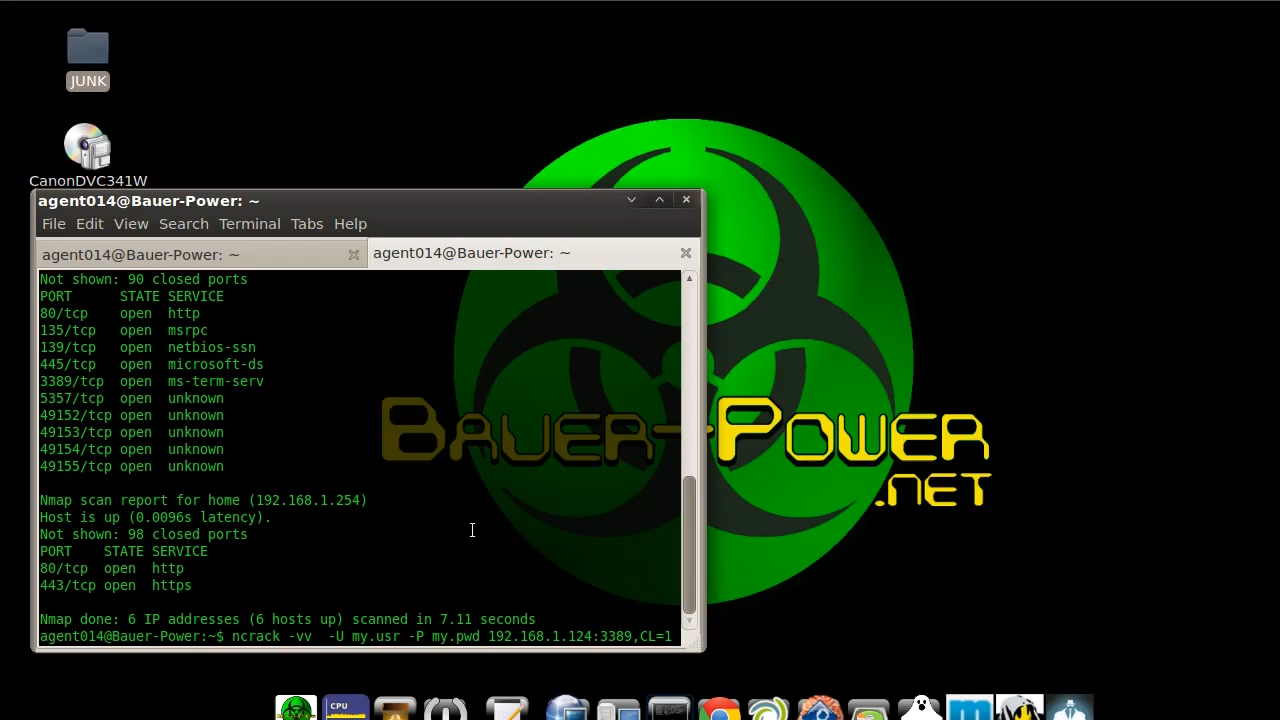 JUNK
CanonDVC341W
agent014@Bauer-Power: ~
File Edit View Search Terminal Tabs Help
agent014@Bauer-Power: ~ agent014@Bauer-Power: ~
Not shown: 90 closed ports
PORT      STATE SERVICE
80/tcp    open  http
135/tcp   open  msrpc
139/tcp   open  netbios-ssn
445/tcp   open  microsoft-ds
3389/tcp  open  ms-term-serv
5357/tcp  open  unknown
49152/tcp open  unknown
49153/tcp open  unknown
49154/tcp open  unknown
49155/tcp open  unknown
Nmap scan report for home (192.168.1.254)
Host is up (0.0096s latency).
Not shown: 98 closed ports
PORT    STATE SERVICE
80/tcp  open  http
443/tcp open  https
Nmap done: 6 IP addresses (6 hosts up) scanned in 7.11 seconds
agent014@Bauer-Power:~$ ncrack -vv  -U my.usr -P my.pwd 192.168.1.124:3389,CL=1
Bauer-Power
.net
CPU